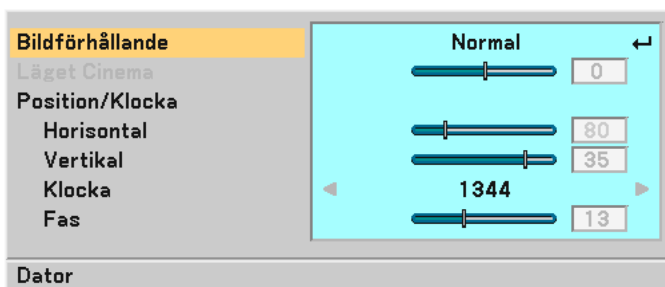 Bildförhållande Normal
Läget Cinema 0
Position/Klocka
Horisontal 80
Vertikal 35
Klocka 1344
Fas 13
Dator